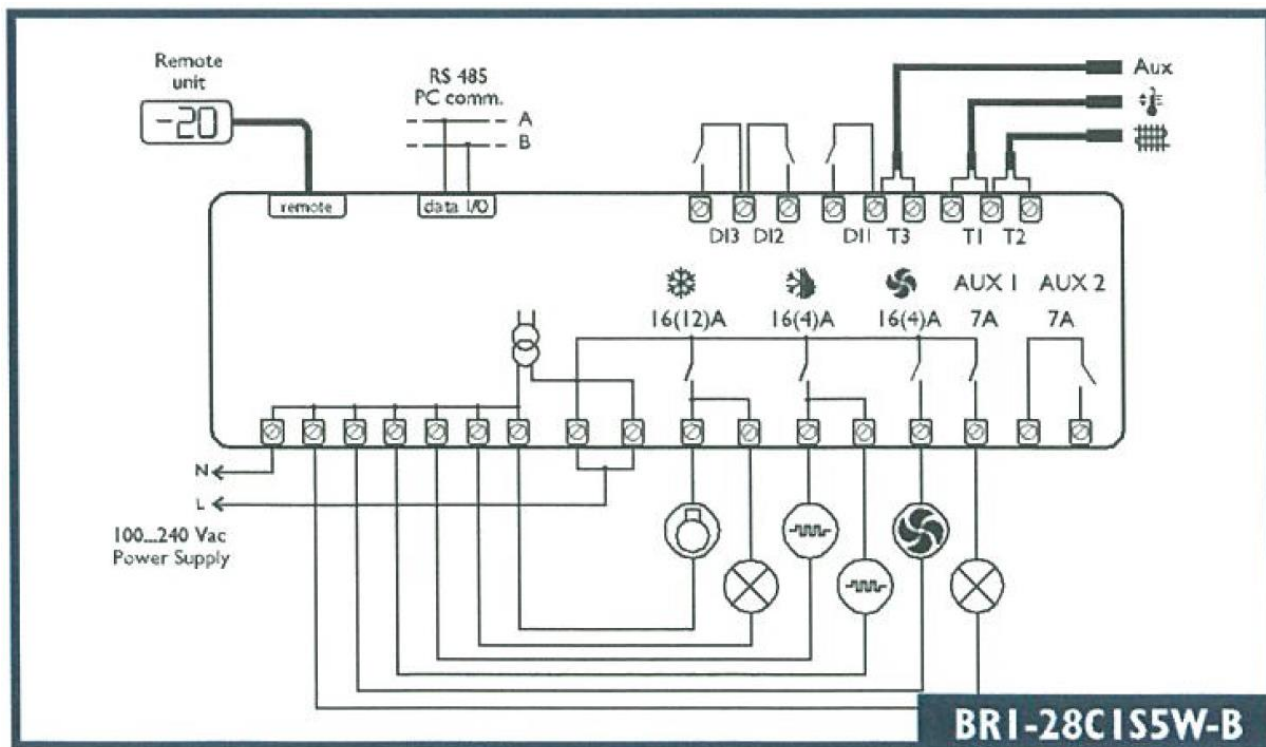 Remote
unit
-20
RS 485
PC comm.
A
B
Aux
remote
data I/O
DI3 DI2 DI1 T3 T1 T2
AUX 1 AUX 2
16(12)A 16(4)A 16(4)A 7A 7A
N
L
100...240 Vac
Power Supply
BR1-28C1S5W-B